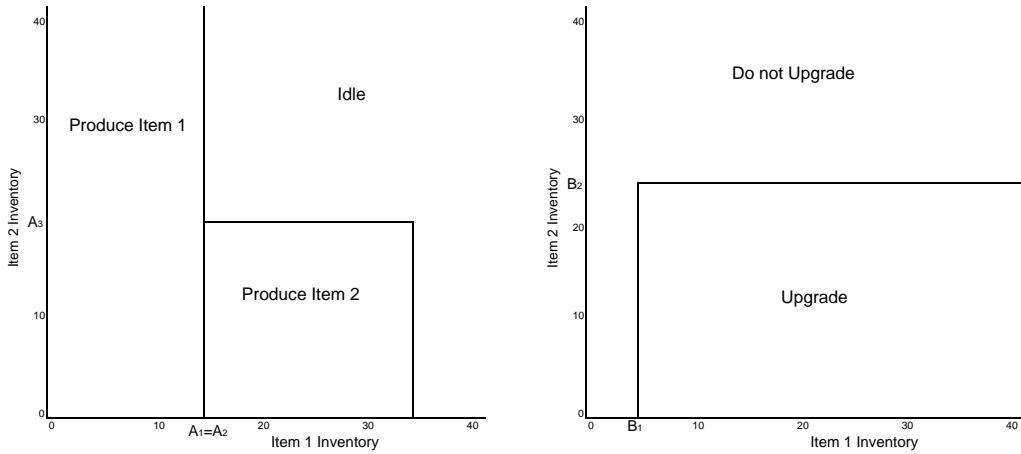 40
Idle
30
Produce Item 1
Item 2 Inventory
A3
Produce Item 2
10
0
0
10
A1=A2
20
30
40
Item 1 Inventory
40
Do not Upgrade
30
B2
20
Item 2 Inventory
Upgrade
10
0
0
B1
10
20
30
40
Item 1 Inventory